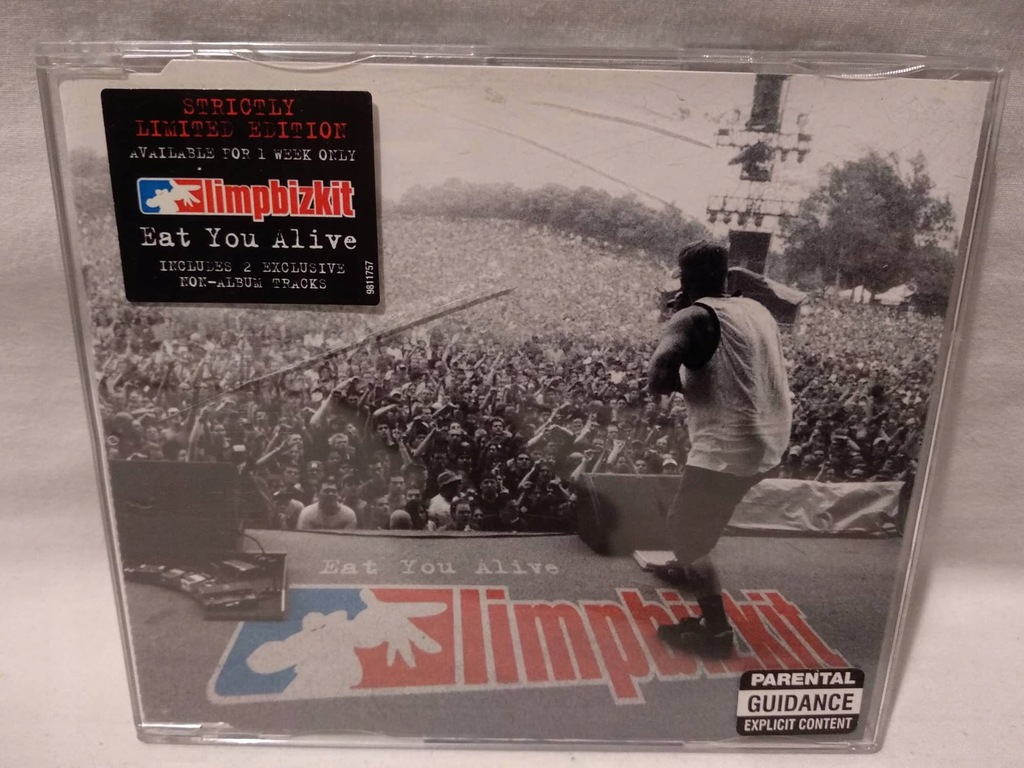 STRICTLY
LIMITED EDITION
AVAILABLE FOR 1 WEEK ONLY
limpbizkit
Eat You Alive
INCLUDES 2 EXCLUSIVE
NON-ALBUM TRACKS
9811757
Eat You Alive
limpbizkit
PARENTAL
GUIDANCE
EXPLICIT CONTENT